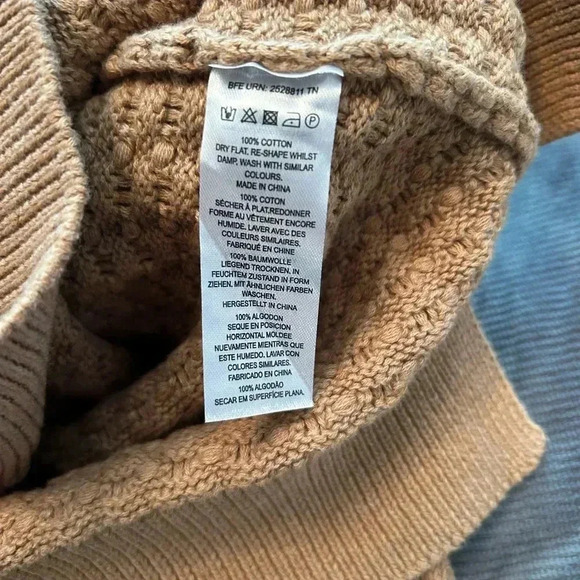 BFE URN: 2526811 TN
100% COTTON
DRY FLAT. RE-SHAPE WHILST
DAMP. WASH WITH SIMILAR
COLOURS.
MADE IN CHINA
100% COTON
SÉCHER À PLAT.REDONNER
FORME AU VÊTEMENT ENCORE
HUMIDE. LAVER AVEC DES
COULEURS SIMILAIRES.
FABRIQUÉ EN CHINE
100% BAUMWOLLE
LIEGEND TROCKNEN, IN
FEUCHTEM ZUSTAND IN FORM
ZIEHEN. MIT ÄHNLICHEN FARBEN
WASCHEN.
HERGESTELLT IN CHINA
100% ALGODON
SEQUE EN POSICION
HORIZONTAL MOLDEE
NUEVAMENTE MIENTRAS QUE
ESTE HUMEDO. LAVAR CON
COLORES SIMILARES.
FABRICADO EN CHINA
100% ALGODÃO
SECAR EM SUPERFÍCIE PLANA.